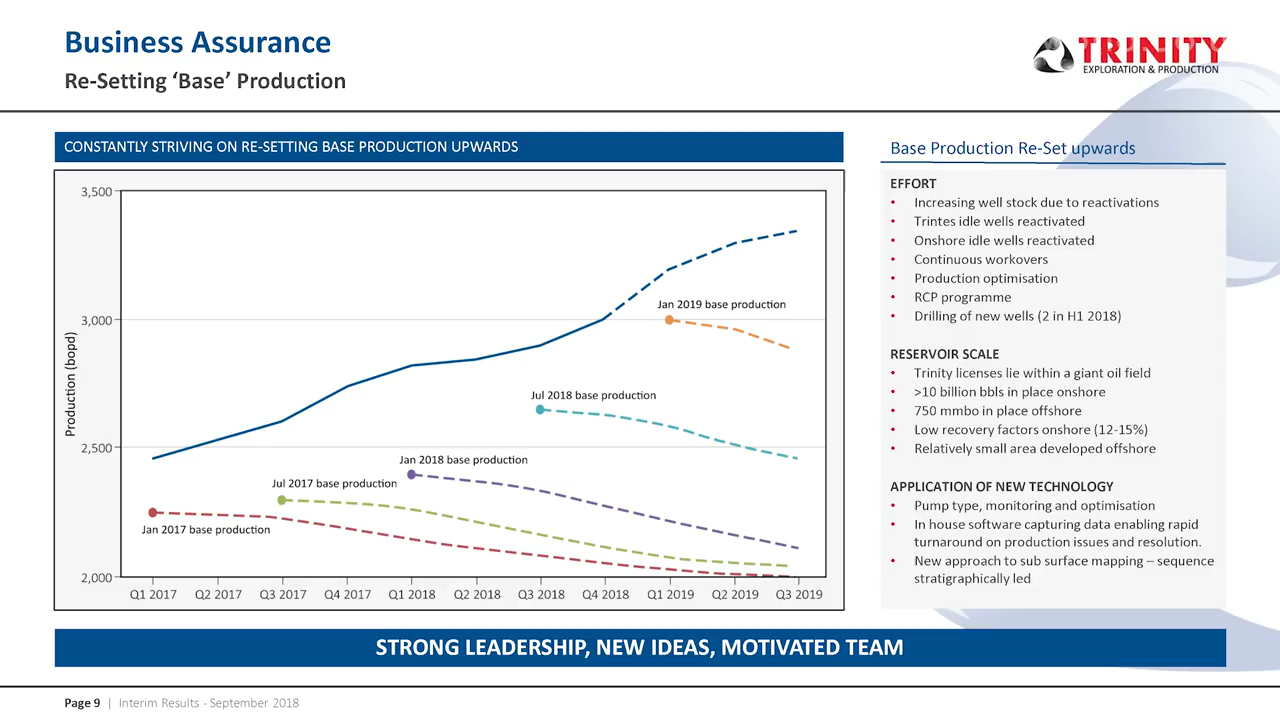 Business Assurance
Re-Setting ‘Base’ Production
TRINITY
EXPLORATION & PRODUCTION
CONSTANTLY STRIVING ON RE-SETTING BASE PRODUCTION UPWARDS
Production (bopd)
3,500
3,000
2,500
2,000
Jan 2019 base production
Jul 2018 base production
Jan 2018 base production
Jul 2017 base production
Jan 2017 base production
Q1 2017 Q2 2017 Q3 2017 Q4 2017 Q1 2018 Q2 2018 Q3 2018 Q4 2018 Q1 2019 Q2 2019 Q3 2019
Base Production Re-Set upwards
EFFORT
• Increasing well stock due to reactivations
• Trintes idle wells reactivated
• Onshore idle wells reactivated
• Continuous workovers
• Production optimisation
• RCP programme
• Drilling of new wells (2 in H1 2018)
RESERVOIR SCALE
• Trinity licenses lie within a giant oil field
• >10 billion bbls in place onshore
• 750 mmbo in place offshore
• Low recovery factors onshore (12-15%)
• Relatively small area developed offshore
APPLICATION OF NEW TECHNOLOGY
• Pump type, monitoring and optimisation
• In house software capturing data enabling rapid
turnaround on production issues and resolution.
• New approach to sub surface mapping – sequence
stratigraphically led
STRONG LEADERSHIP, NEW IDEAS, MOTIVATED TEAM
Page 9 | Interim Results - September 2018